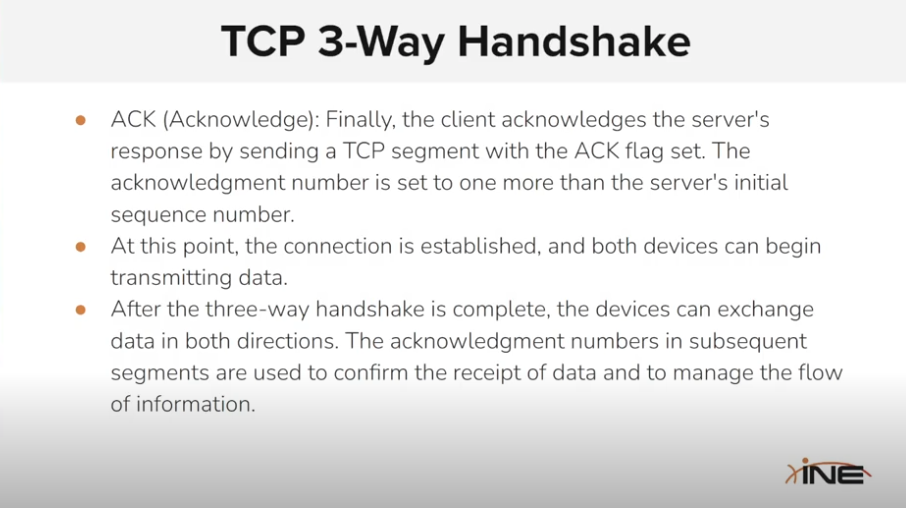 TCP 3-Way Handshake
● ACK (Acknowledge): Finally, the client acknowledges the server's
response by sending a TCP segment with the ACK flag set. The
acknowledgment number is set to one more than the server's initial
sequence number.
● At this point, the connection is established, and both devices can begin
transmitting data.
● After the three-way handshake is complete, the devices can exchange
data in both directions. The acknowledgment numbers in subsequent
segments are used to confirm the receipt of data and to manage the flow
of information.
INE